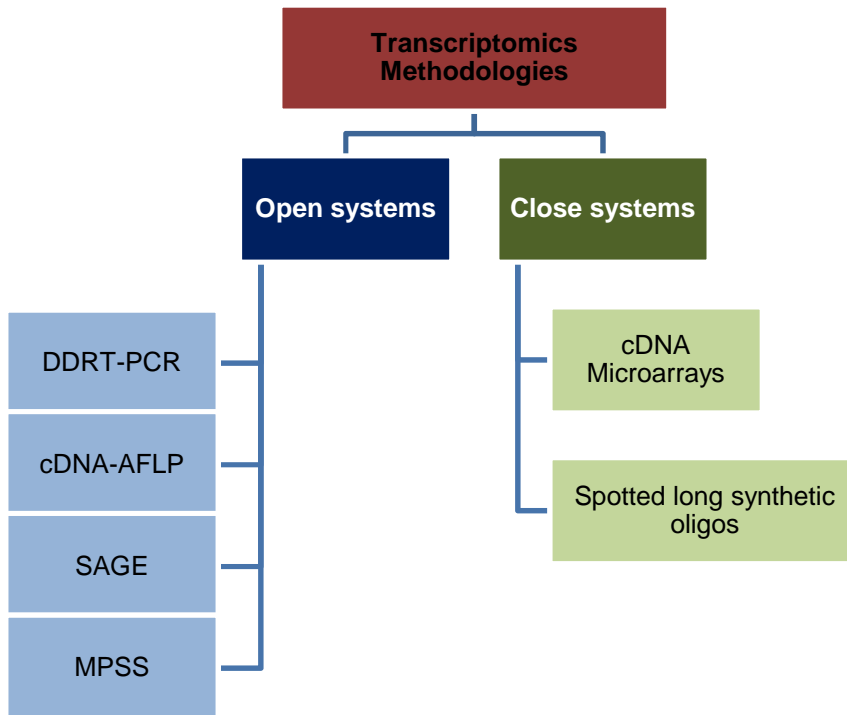 Transcriptomics
Methodologies
Open systems
Close systems
DDRT-PCR
cDNA-AFLP
SAGE
MPSS
cDNA
Microarrays
Spotted long synthetic
oligos